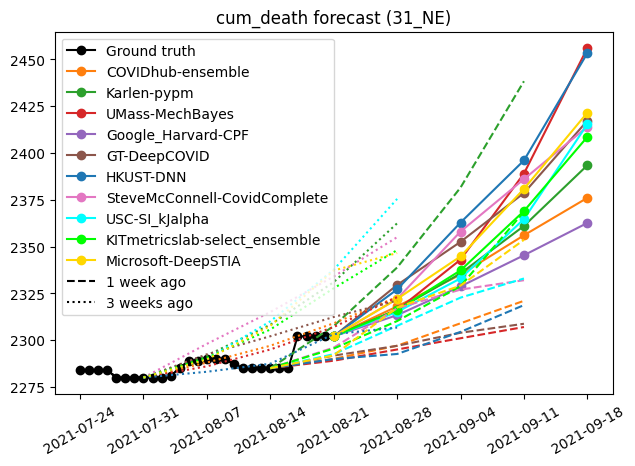 cum_death forecast (31_NE)
2450
2425
2400
2375
2350
2325
2300
2275
Ground truth
COVIDhub-ensemble
Karlen-pypm
UMass-MechBayes
Google_Harvard-CPF
GT-DeepCOVID
HKUST-DNN
SteveMcConnell-CovidComplete
USC-SI_kJalpha
KITmetricslab-select_ensemble
Microsoft-DeepSTIA
1 week ago
3 weeks ago
2021-07-24
2021-07-31
2021-08-07
2021-08-14
2021-08-21
2021-08-28
2021-09-04
2021-09-11
2021-09-18